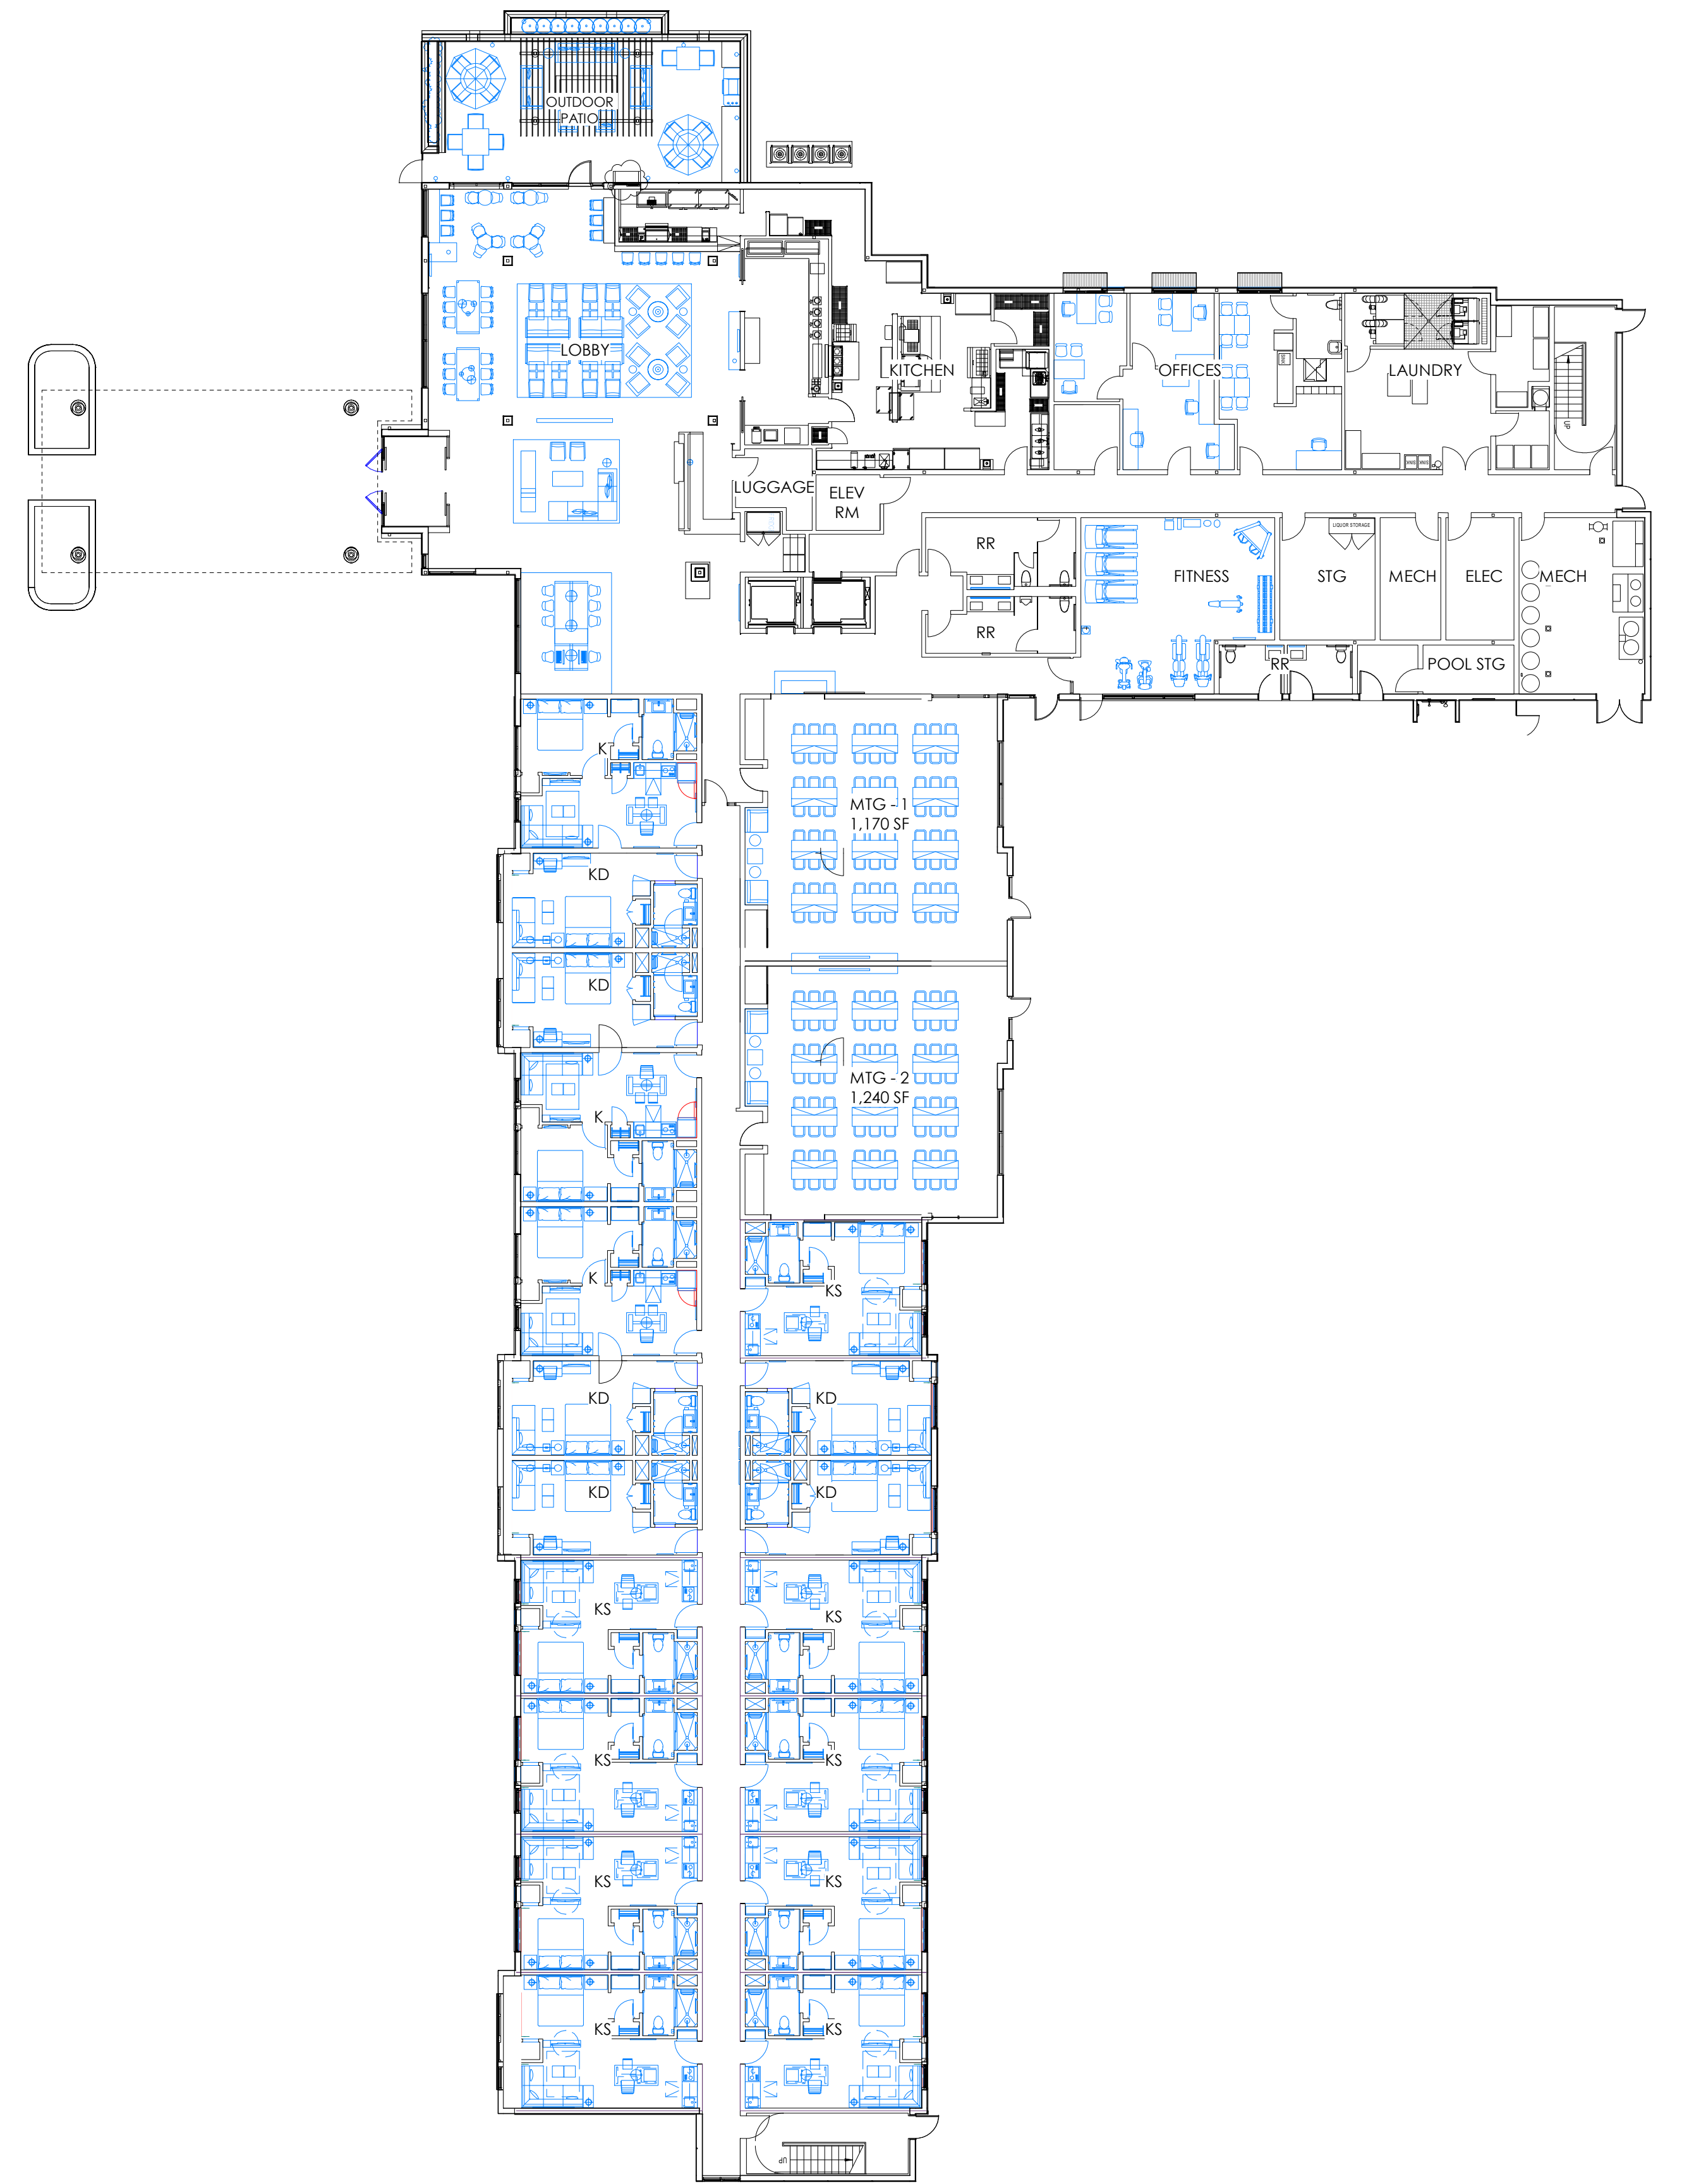 OUTDOOR
PATIO
LOBBY
KITCHEN
OFFICES
LAUNDRY
UP
LUGGAGE
ELEV
RM
LIQUOR STORAGE
RR
FITNESS
STG
MECH
ELEC
MECH
RR
RR
POOL STG
K
MTG - 1
1,170 SF
KD
KD
MTG - 2
1,240 SF
K
K
KS
KD
KD
KD
KD
KS
KS
KS
KS
KS
KS
KS
KS
UP